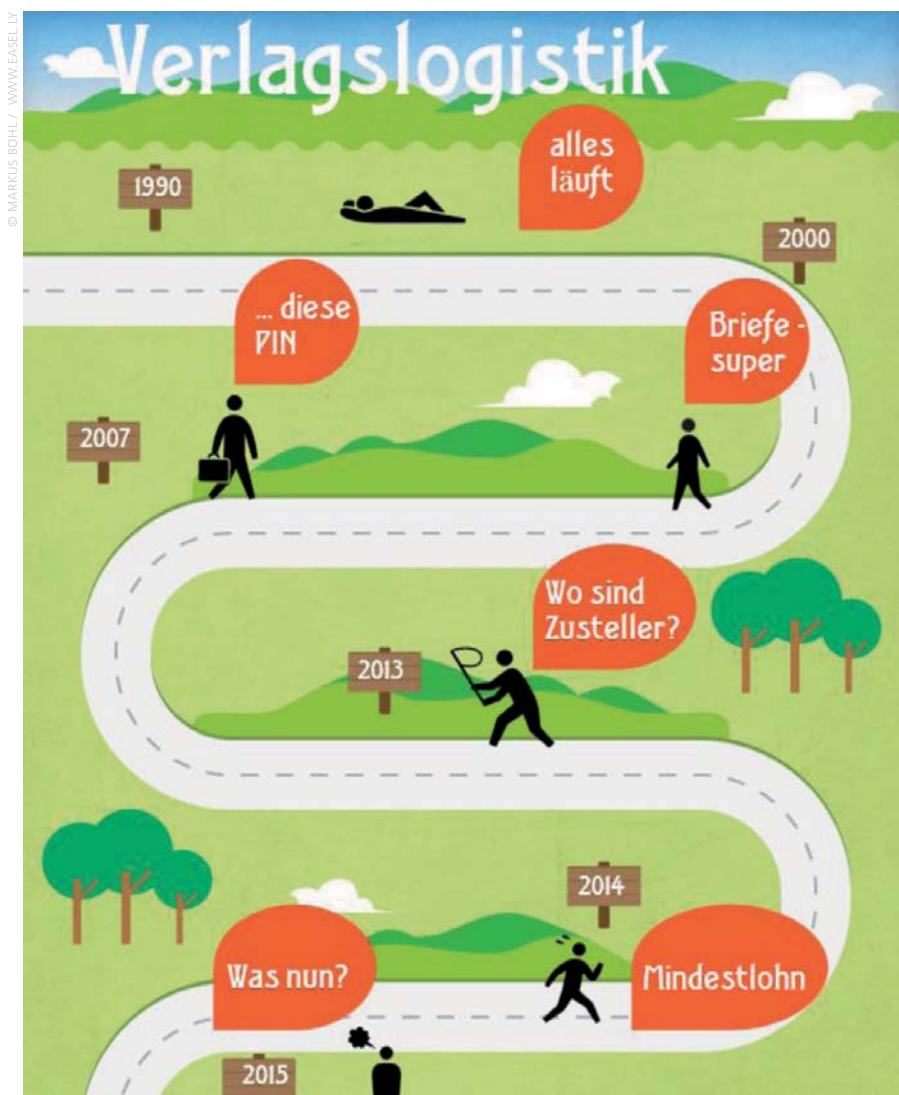 © MARKUS BOHL / WWW.EASEL.LY
Verlagslogistik
alles
läuft
1990
2000
... diese
PIN
Briefe -
super
2007
Wo sind
Zusteller?
2013
2014
Was nun?
Mindestlohn
2015